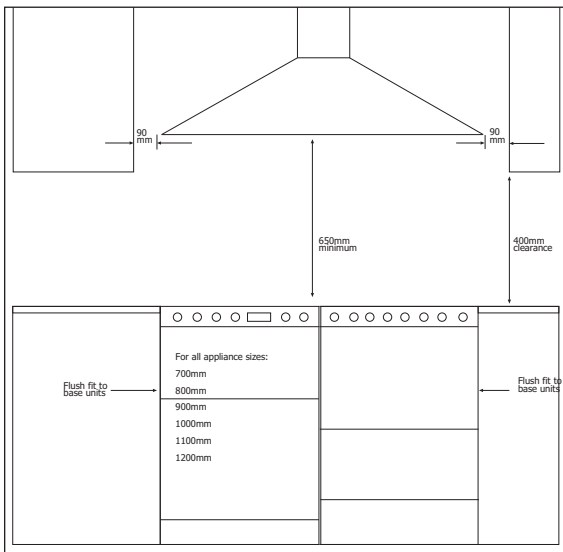 90
mm
90
mm
650mm
minimum
400mm
clearance
For all appliance sizes:
700mm
800mm
900mm
1000mm
1100mm
1200mm
Flush fit to
base units
Flush fit to
base units